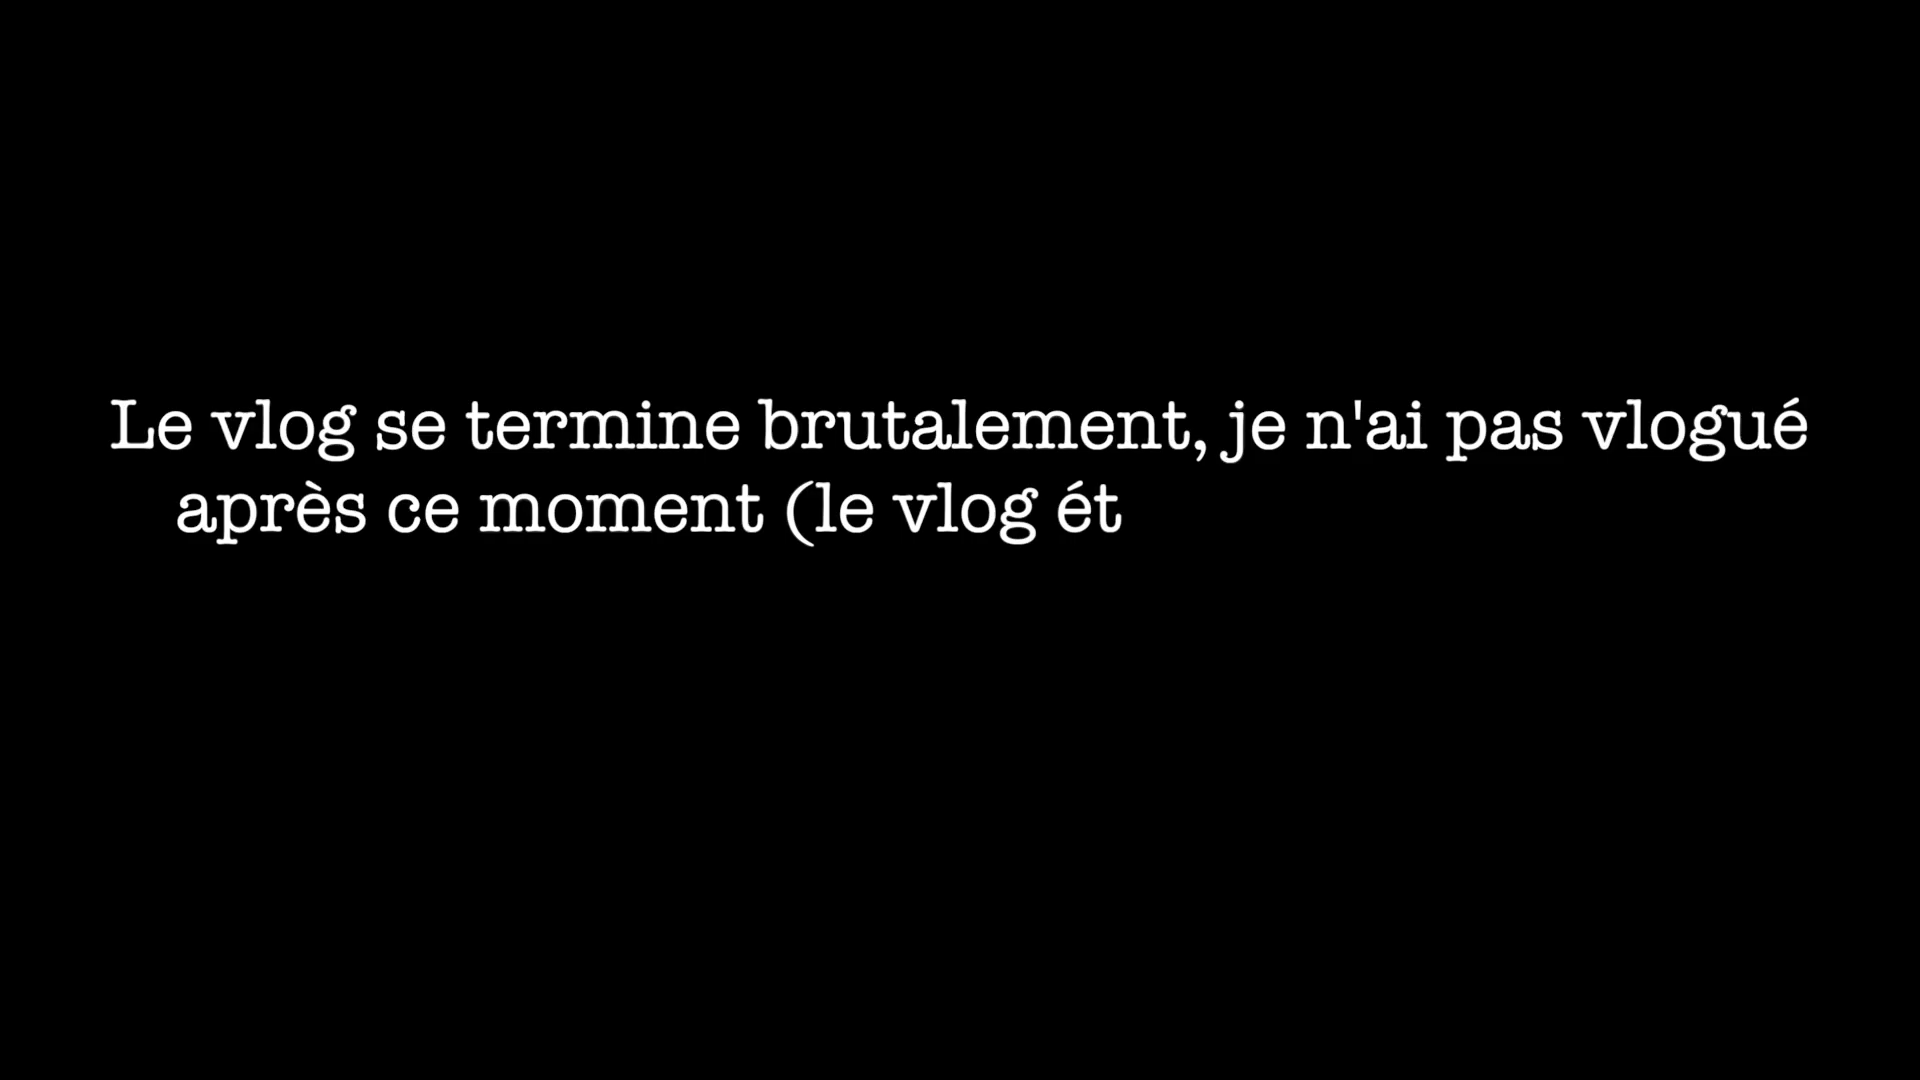 Le vlog se termine brutalement, je n'ai pas vlogué
après ce moment (le vlog ét